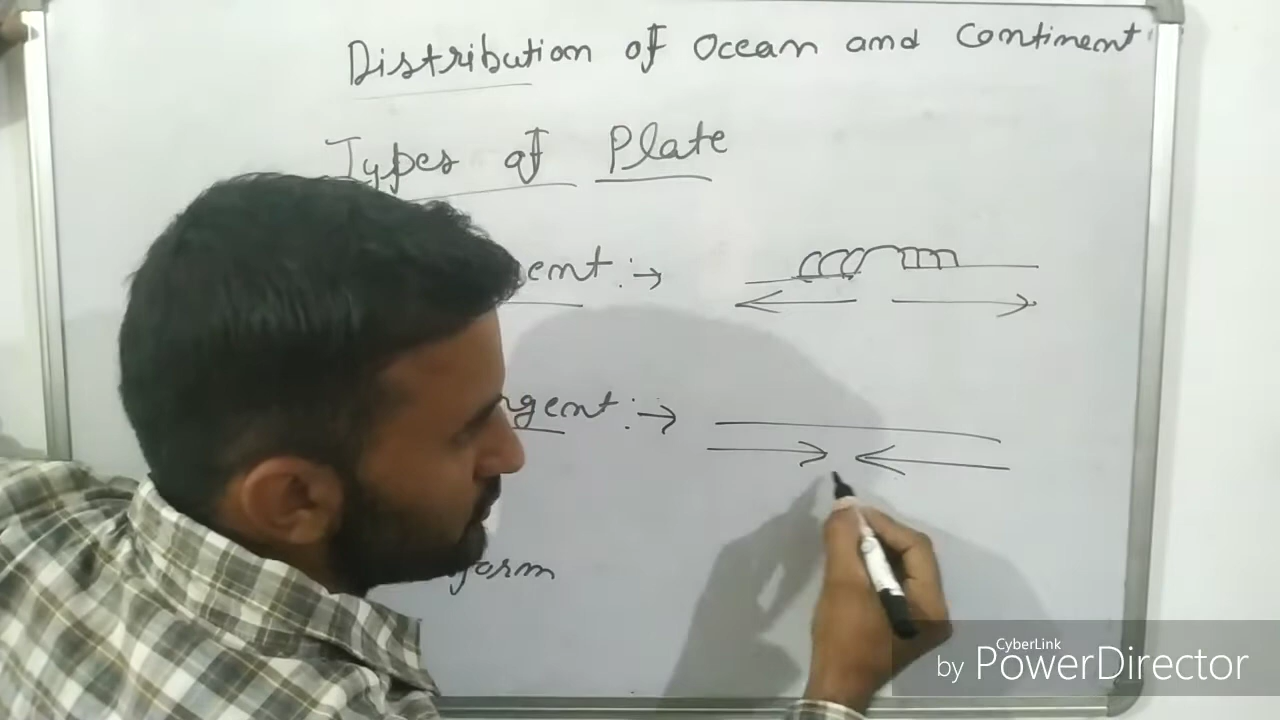 Distribution of Ocean and Continent
Types of Plate
ent :→
gent :→
form
CyberLink
by PowerDirector